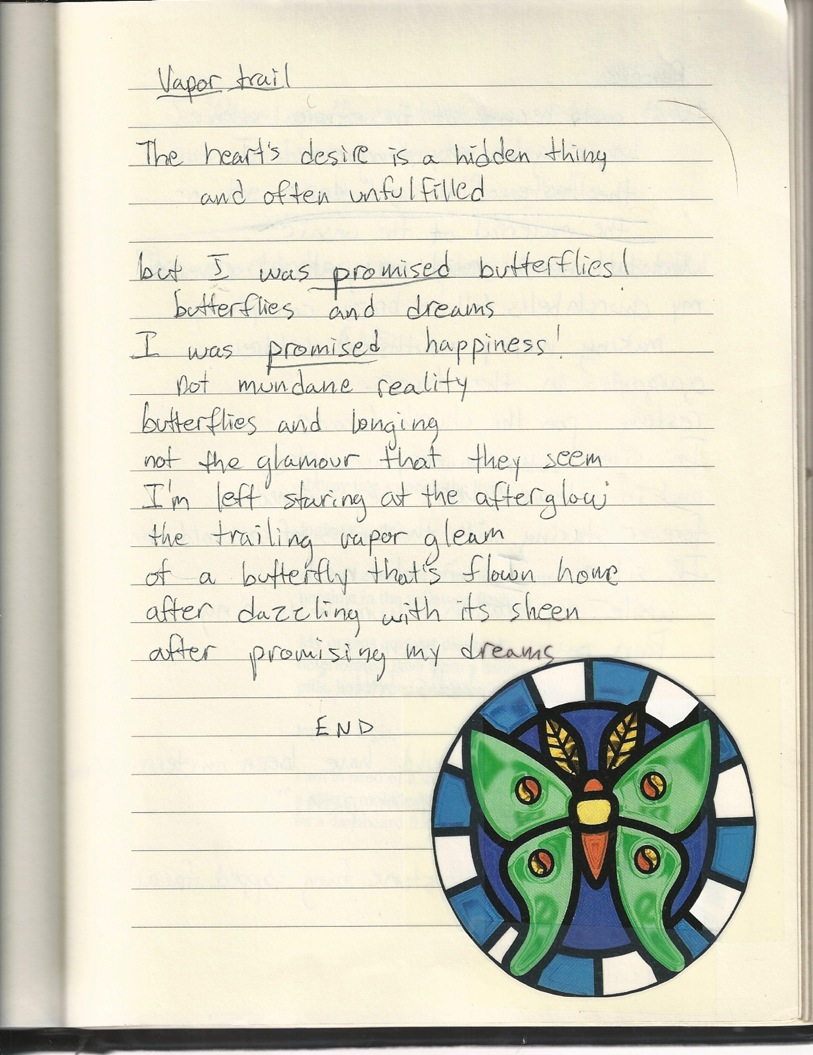 Vapor trail
The heart's desire is a hidden thing
and often unfulfilled
but I was promised butterflies!
butterflies and dreams
I was promised happiness!
not mundane reality
butterflies and longing
not the glamour that they seem
I'm left staring at the afterglow
the trailing vapor gleam
of a butterfly that's flown home
after dazzling with its sheen
after promising my dreams
END